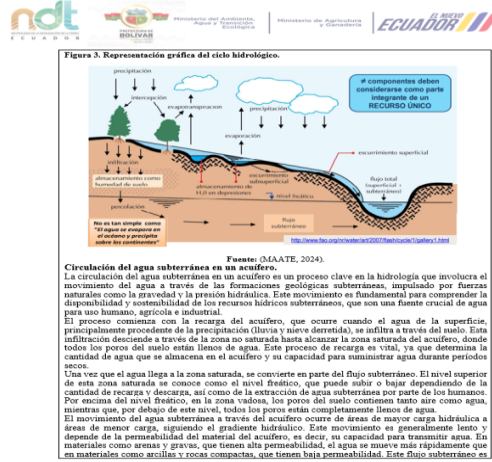 ndt
ECUADOR
PREFECTURA DE
BOLÍVAR
Ministerio del Ambiente,
Agua y Transición
Ecológica
Ministerio de Agricultura
y Ganadería
EL NUEVO
ECUADOR
Figura 3. Representación gráfica del ciclo hidrológico.
precipitación
intercepción
evapotranspiracion
precipitación
≠ componentes deben
considerarse como parte
integrante de un
RECURSO ÚNICO
evaporación
escurrimiento superficial
infiltración
almacenamiento como
humedad de suelo
almacenamiento de
H₂0 en depresiones
escurrimiento
subsuperficial
nivel freático
flujo total
(superficial +
subterráneo)
percolación
No es tan simple como
"El agua se evapora en
el océano y precipita
sobre los continentes"
flujo
subterráneo
http://www.fao.org/nr/water/art/2007/flash/cycle/1/gallery1.html
Fuente: (MAATE, 2024).
Circulación del agua subterránea en un acuífero.
La circulación del agua subterránea en un acuífero es un proceso clave en la hidrología que involucra el
movimiento del agua a través de las formaciones geológicas subterráneas, impulsado por fuerzas
naturales como la gravedad y la presión hidráulica. Este movimiento es fundamental para comprender la
disponibilidad y sostenibilidad de los recursos hídricos subterráneos, que son una fuente crucial de agua
para uso humano, agrícola e industrial.
El proceso comienza con la recarga del acuífero, que ocurre cuando el agua de la superficie,
principalmente procedente de la precipitación (lluvia y nieve derretida), se infiltra a través del suelo. Esta
infiltración desciende a través de la zona no saturada hasta alcanzar la zona saturada del acuífero, donde
todos los poros del suelo están llenos de agua. Este proceso de recarga es vital, ya que determina la
cantidad de agua que se almacena en el acuífero y su capacidad para suministrar agua durante períodos
secos.
Una vez que el agua llega a la zona saturada, se convierte en parte del flujo subterráneo. El nivel superior
de esta zona saturada se conoce como el nivel freático, que puede subir o bajar dependiendo de la
cantidad de recarga y descarga, así como de la extracción de agua subterránea por parte de los humanos.
Por encima del nivel freático, en la zona vadosa, los poros del suelo contienen tanto aire como agua,
mientras que, por debajo de este nivel, todos los poros están completamente llenos de agua.
El movimiento del agua subterránea a través del acuífero ocurre de áreas de mayor carga hidráulica a
áreas de menor carga, siguiendo el gradiente hidráulico. Este movimiento es generalmente lento y
depende de la permeabilidad del material del acuífero, es decir, su capacidad para transmitir agua. En
materiales como arenas y gravas, que tienen alta permeabilidad, el agua se mueve más rápidamente que
en materiales como arcillas y rocas compactas, que tienen baja permeabilidad. Este flujo subterráneo es